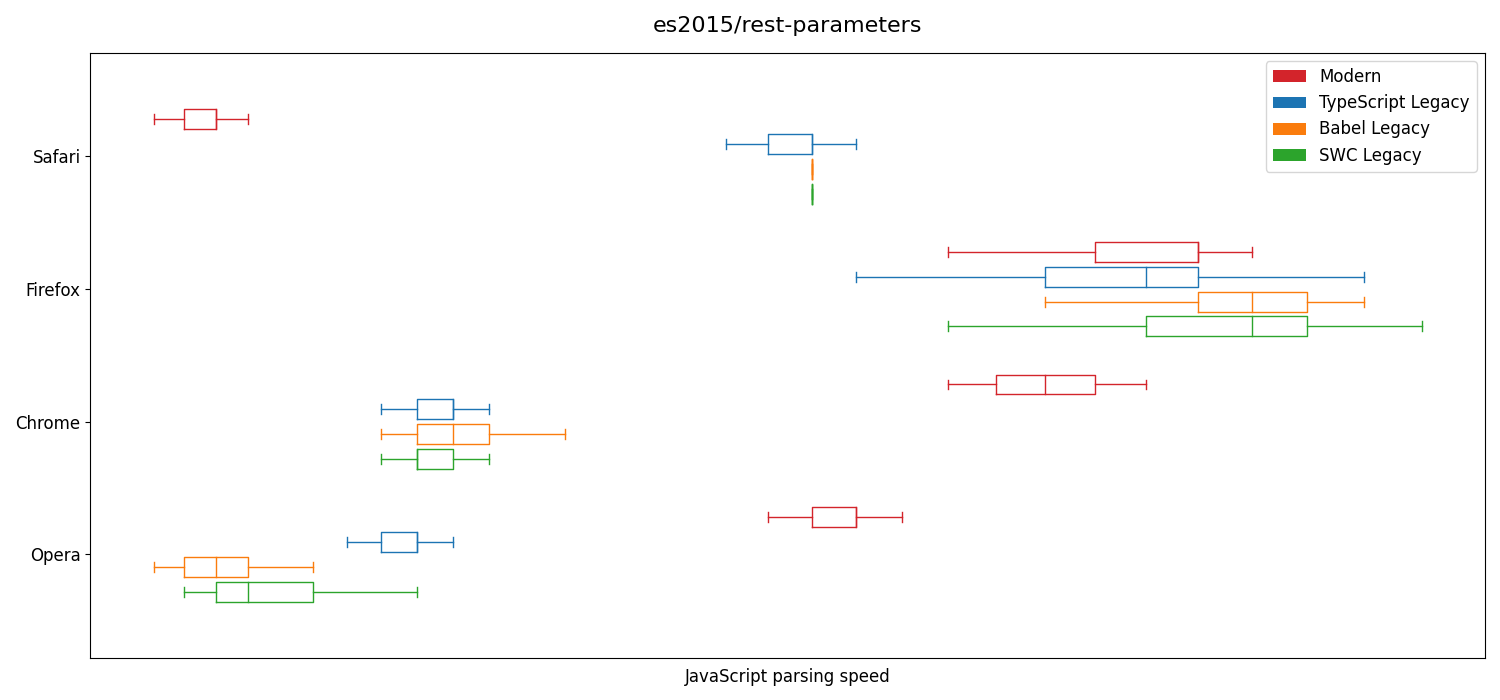 es2015/rest-parameters
Modern
TypeScript Legacy
Babel Legacy
SWC Legacy
Safari
Firefox
Chrome
Opera
JavaScript parsing speed